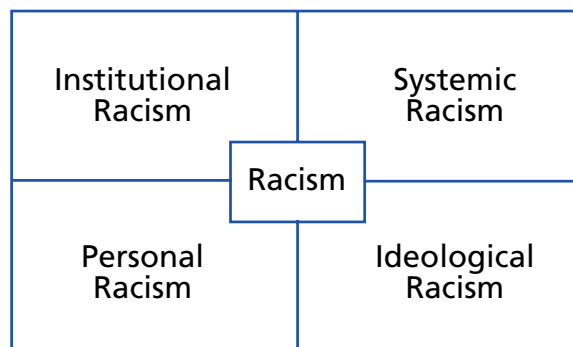 Institutional
Racism
Systemic
Racism
Racism
Personal
Racism
Ideological
Racism